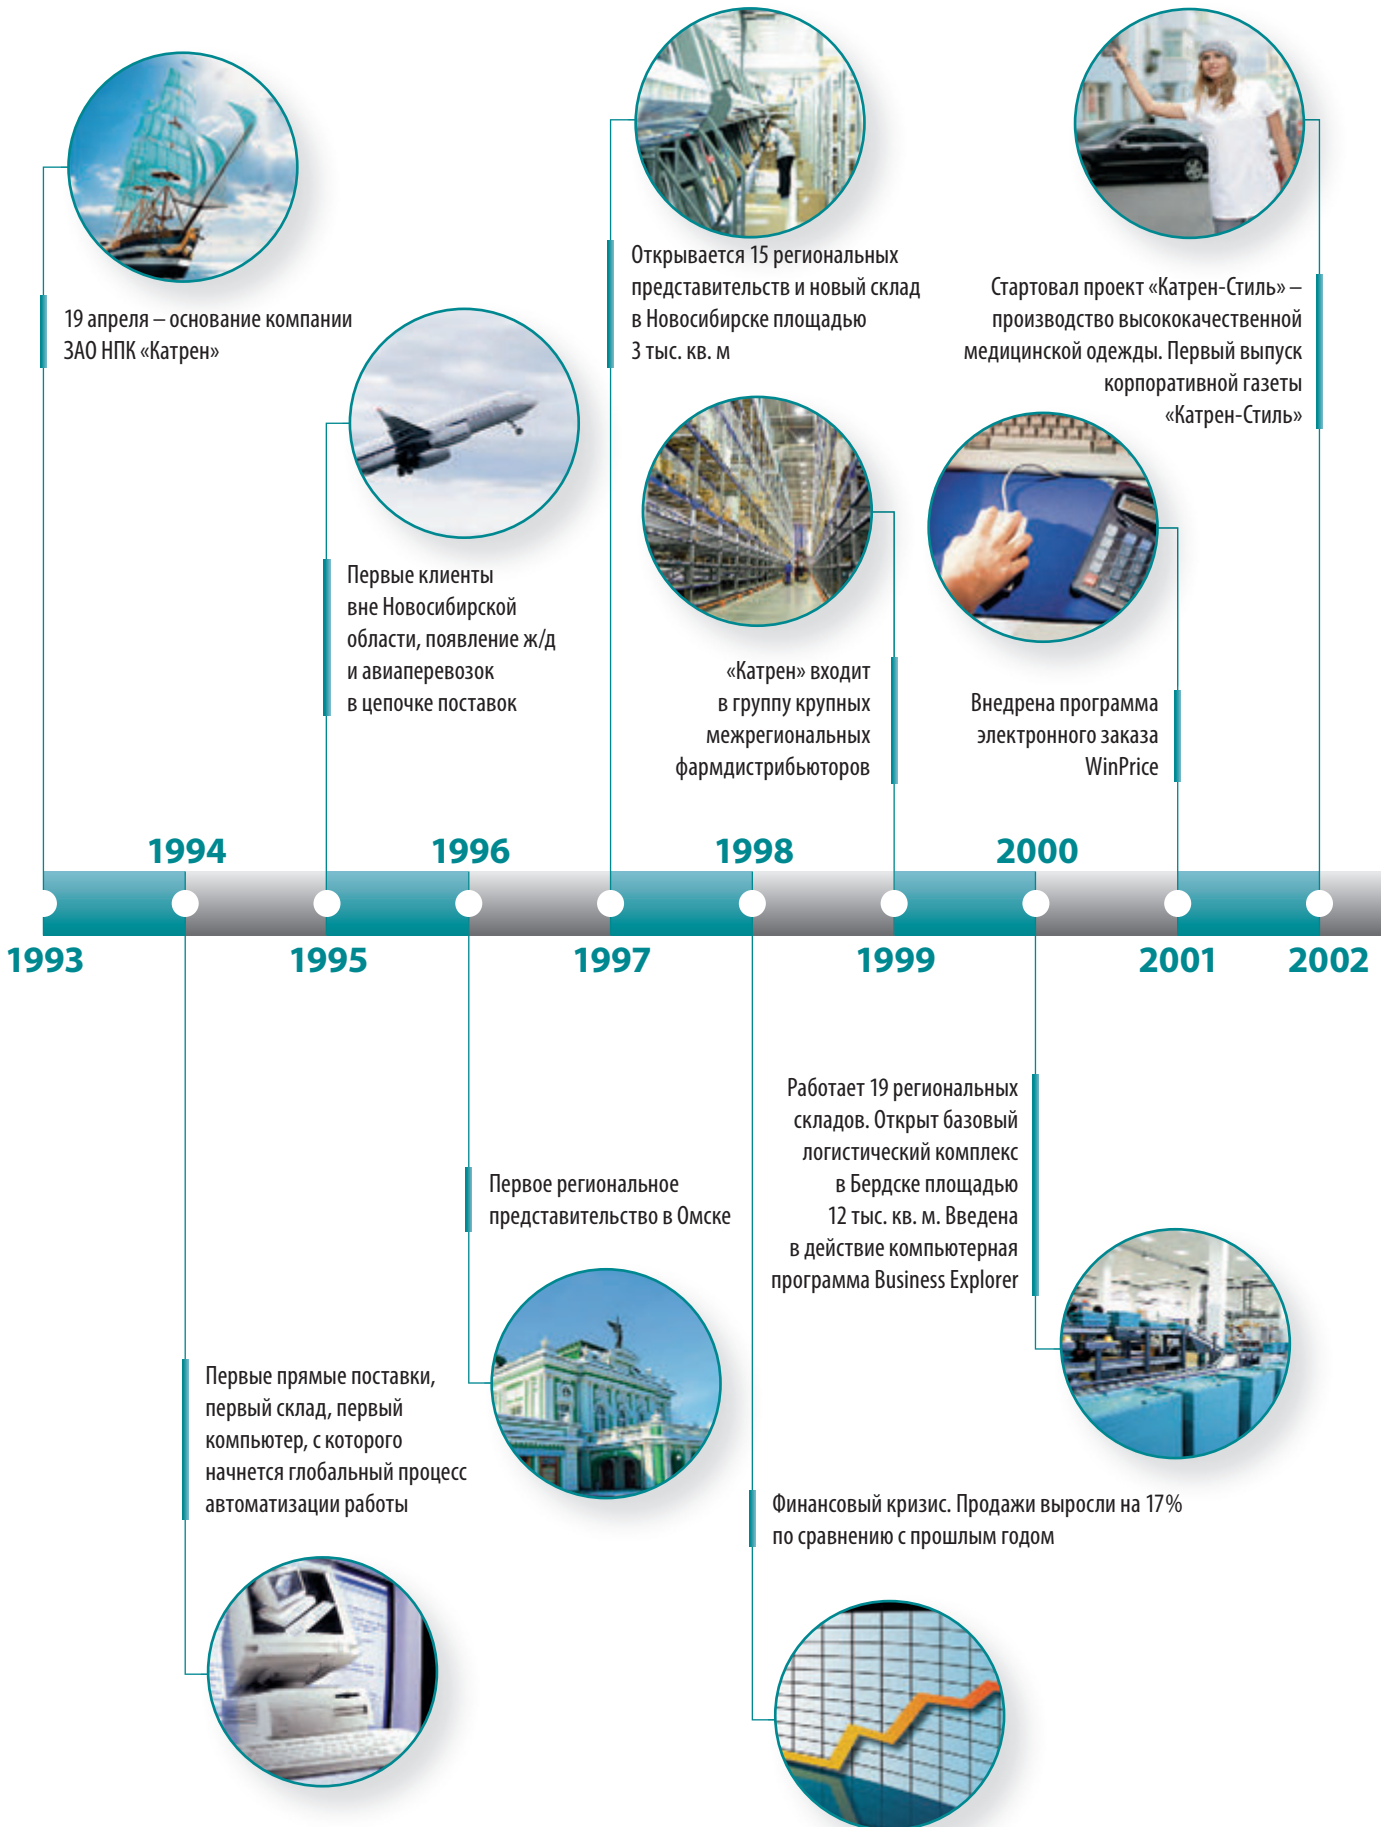 19 апреля – основание компании
ЗАО НПК «Катрен»
Первые клиенты
вне Новосибирской
области, появление ж/д
и авиаперевозок
в цепочке поставок
Открывается 15 региональных
представительств и новый склад
в Новосибирске площадью
3 тыс. кв. м
«Катрен» входит
в группу крупных
межрегиональных
фармдистрибьюторов
Стартовал проект «Катрен-Стиль» –
производство высококачественной
медицинской одежды. Первый выпуск
корпоративной газеты
«Катрен-Стиль»
Внедрена программа
электронного заказа
WinPrice
1994
1996
1998
2000
1993
1995
1997
1999
2001
2002
Первые прямые поставки,
первый склад, первый
компьютер, с которого
начнется глобальный процесс
автоматизации работы
Первое региональное
представительство в Омске
Финансовый кризис. Продажи выросли на 17%
по сравнению с прошлым годом
Работает 19 региональных
складов. Открыт базовый
логистический комплекс
в Бердске площадью
12 тыс. кв. м. Введена
в действие компьютерная
программа Business Explorer